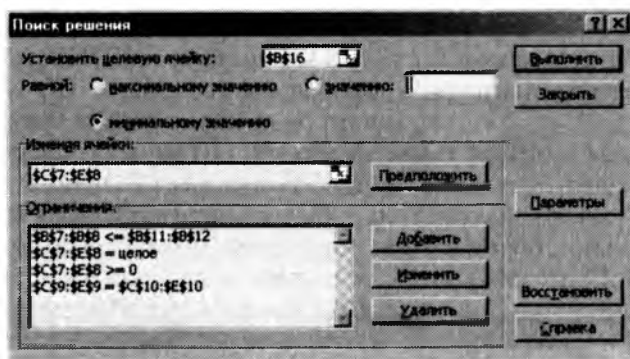 Поиск решения
Установить целевую ячейку: $B$16 Выполнить
Равной: максимальному значению значению: Закрыть
минимальному значению
Изменяя ячейки:
$C$7:$E$8 Предположить
Ограничения: Параметры
$B$7:$B$8 <= $B$11:$B$12 Добавить
$C$7:$E$8 = целое
$C$7:$E$8 >= 0 Изменить
$C$9:$E$9 = $C$10:$E$10 Восстановить
Удалить
Справка